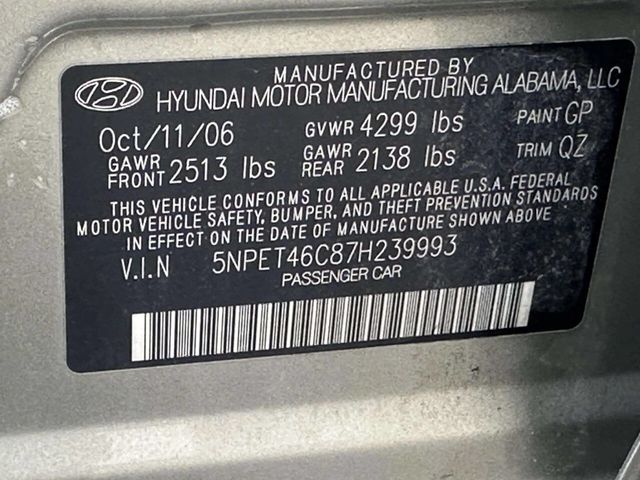 MANUFACTURED BY
HYUNDAI MOTOR MANUFACTURING ALABAMA, LLC
Oct/11/06 GVWR 4299 lbs PAINT GP
GAWR FRONT 2513 lbs GAWR REAR 2138 lbs TRIM QZ
THIS VEHICLE CONFORMS TO ALL APPLICABLE U.S.A. FEDERAL
MOTOR VEHICLE SAFETY, BUMPER, AND THEFT PREVENTION STANDARDS
IN EFFECT ON THE DATE OF MANUFACTURE SHOWN ABOVE
V.I.N 5NPET46C87H239993
PASSENGER CAR